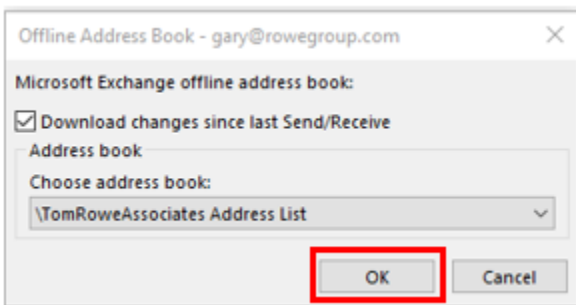 Offline Address Book - gary@rowegroup.com
Microsoft Exchange offline address book:
Download changes since last Send/Receive
Address book
Choose address book:
\TomRoweAssociates Address List
OK Cancel